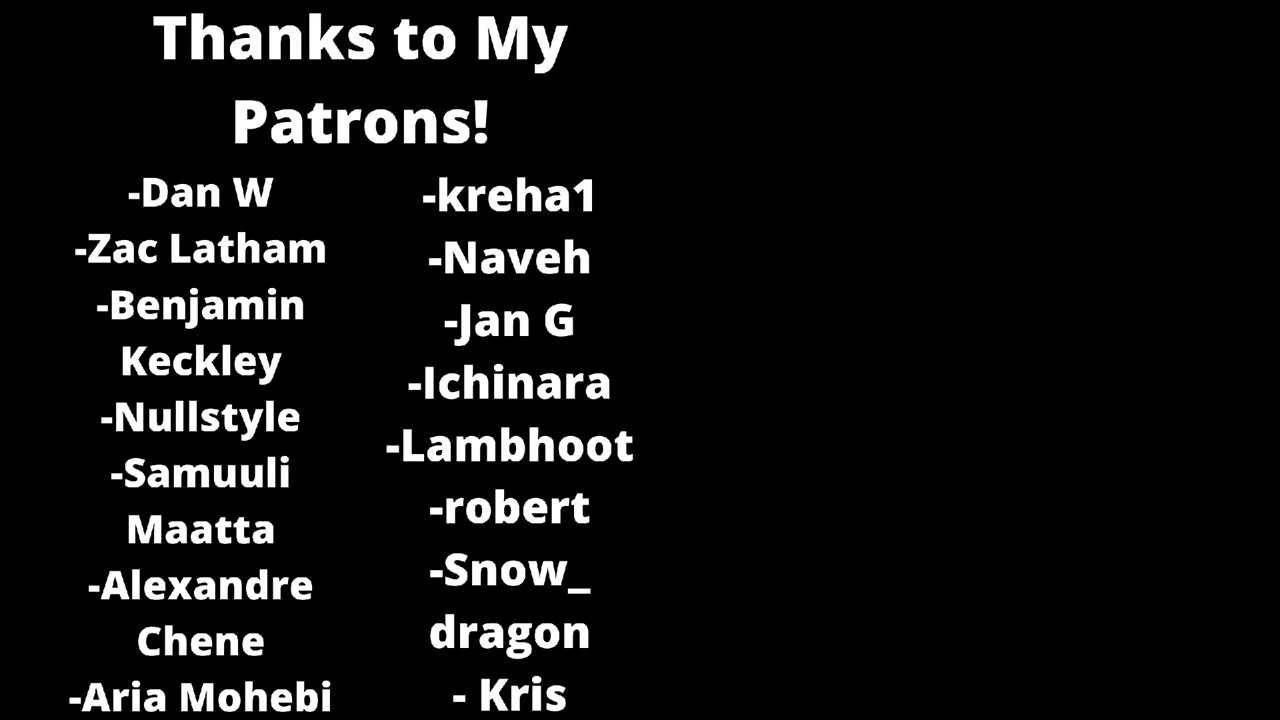 Thanks to My
Patrons!
-Dan W
-Zac Latham
-Benjamin
Keckley
-Nullstyle
-Samuuli
Maatta
-Alexandre
Chene
-Aria Mohebi
-kreha1
-Naveh
-Jan G
-Ichinara
-Lambhoot
-robert
-Snow_
dragon
- Kris